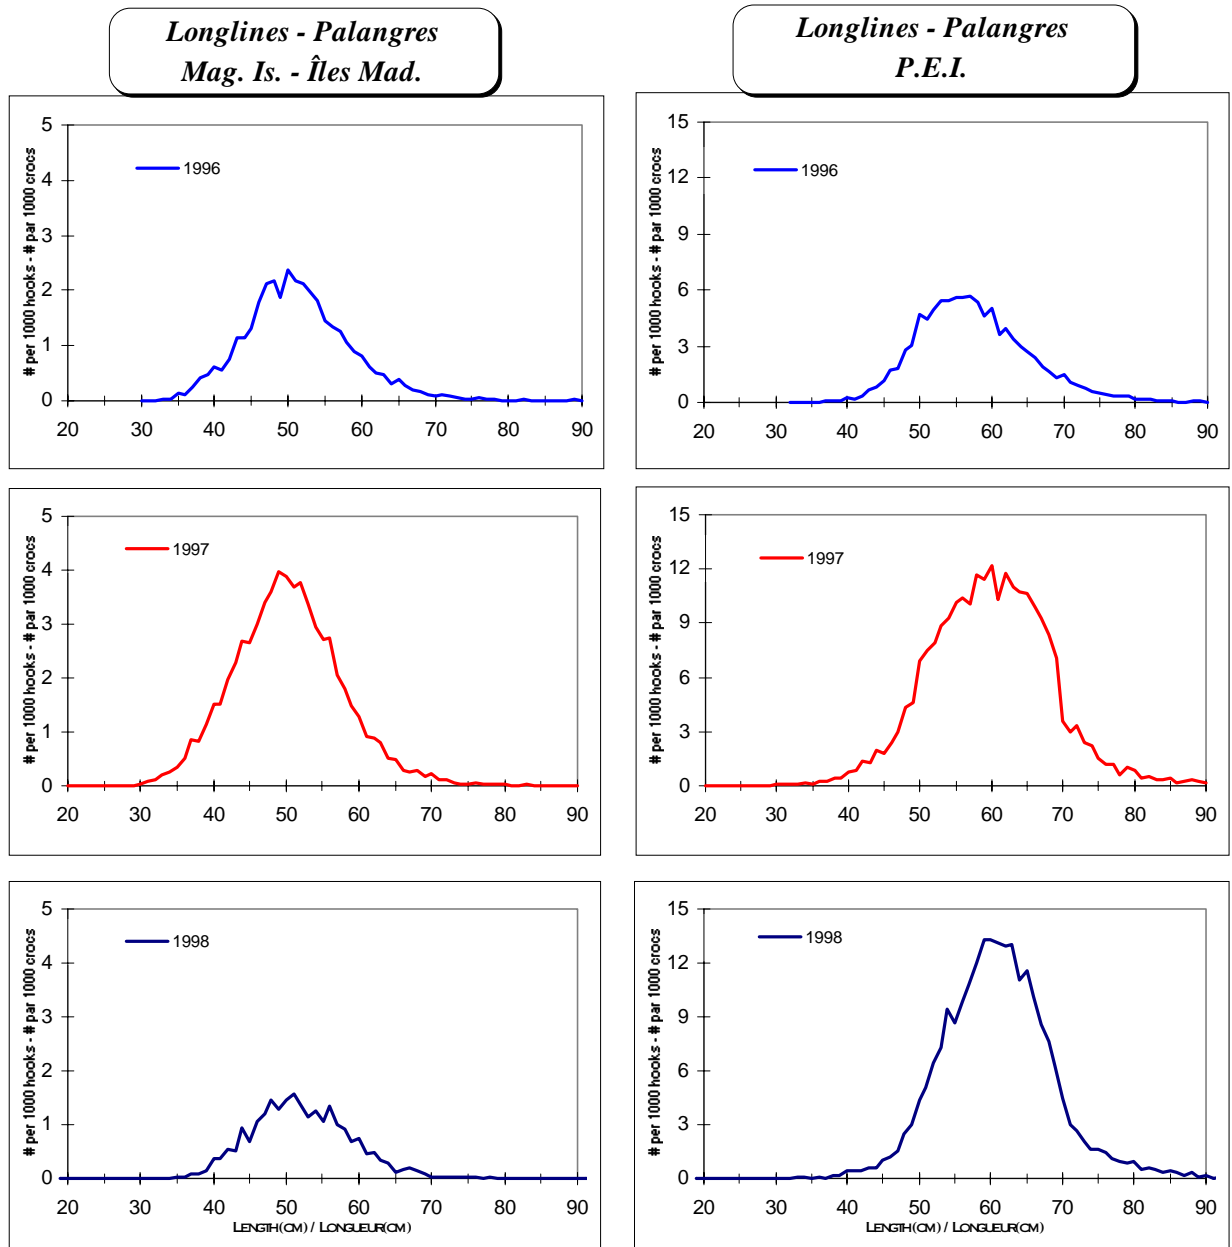 Longlines - Palangres
Mag. Is. - Îles Mad.
Longlines - Palangres
P.E.I.
# per 1000 hooks - # par 1000 crocs
5
4
3
2
1
0
1996
20 30 40 50 60 70 80 90
# per 1000 hooks - # par 1000 crocs
15
12
9
6
3
0
1996
20 30 40 50 60 70 80 90
# per 1000 hooks - # par 1000 crocs
5
4
3
2
1
0
1997
20 30 40 50 60 70 80 90
# per 1000 hooks - # par 1000 crocs
15
12
9
6
3
0
1997
20 30 40 50 60 70 80 90
# per 1000 hooks - # par 1000 crocs
5
4
3
2
1
0
1998
20 30 40 50 60 70 80 90
LENGTH(CM) / LONGUEUR(CM)
# per 1000 hooks - # par 1000 crocs
15
12
9
6
3
0
1998
20 30 40 50 60 70 80 90
LENGTH(CM) / LONGUEUR(CM)